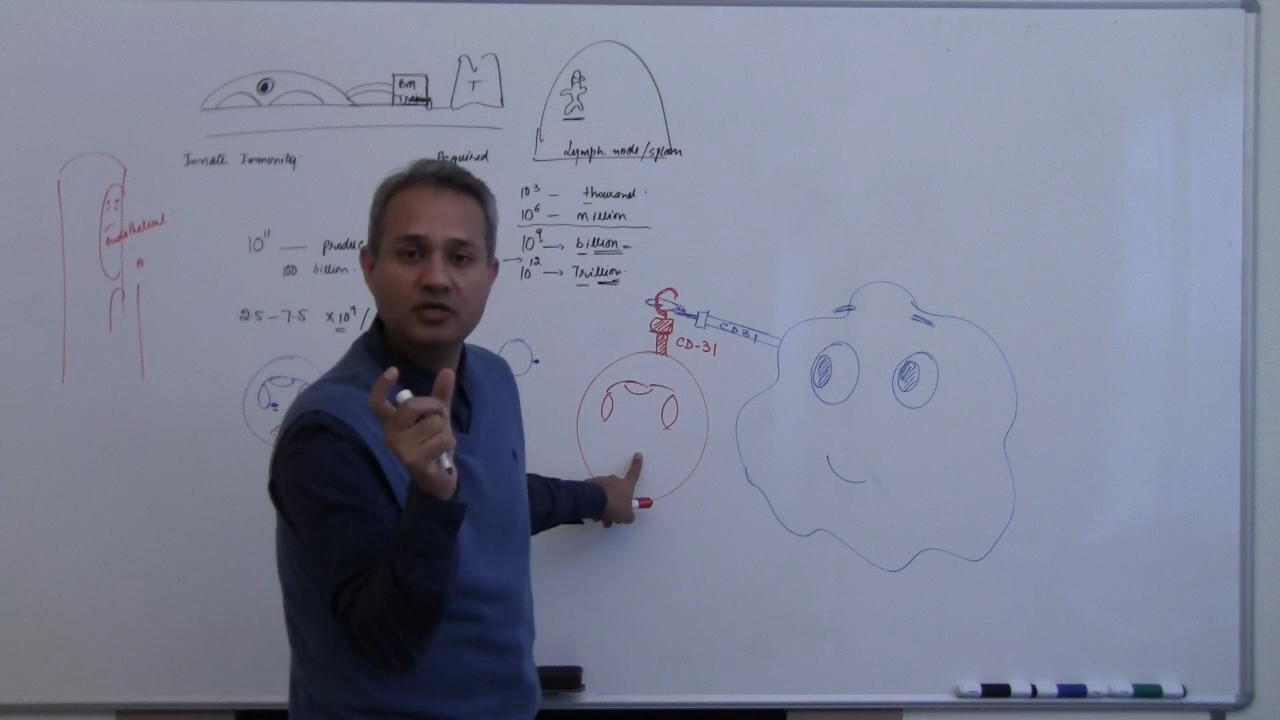 BM
T
Innate Immunity
Acquired
Lymph node/spleen
endothelial
10³ — thousand
10⁶ — million
10⁹ → billion
10¹² → Trillion
10¹¹ — produc
100 billion
2.5 – 7.5 × 10⁹ /
CD-31
CD31